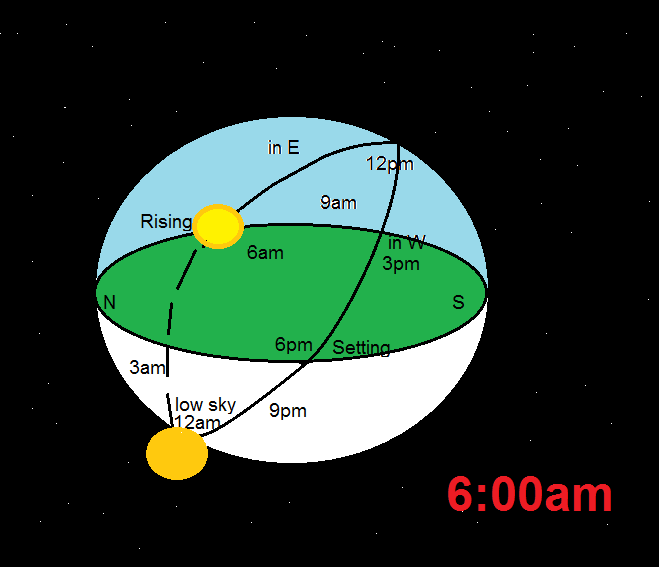 in E
12pm
9am
Rising
6am
in W
3pm
N
S
6pm
Setting
3am
low sky
12am
9pm
6:00am